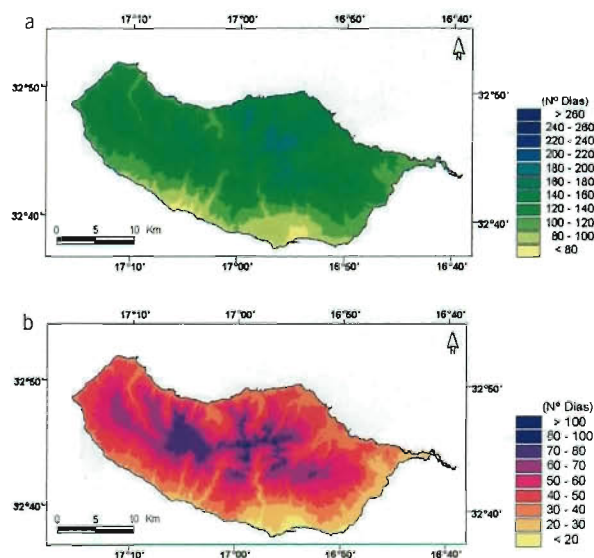 a
17°10'
17°00'
16°50'
16°40'
N
32°50'
32°50'
32°40'
32°40'
0 5 10 Km
17°10'
17°00'
16°50'
16°40'
(Nº Dias)
> 260
240 - 260
220 - 240
200 - 220
180 - 200
160 - 180
140 - 160
120 - 140
100 - 120
80 - 100
< 80
b
17°10'
17°00'
16°50'
16°40'
N
32°50'
32°50'
32°40'
32°40'
0 5 10 Km
17°10'
17°00'
16°50'
16°40'
(Nº Dias)
> 100
80 - 100
70 - 80
60 - 70
50 - 60
40 - 50
30 - 40
20 - 30
< 20